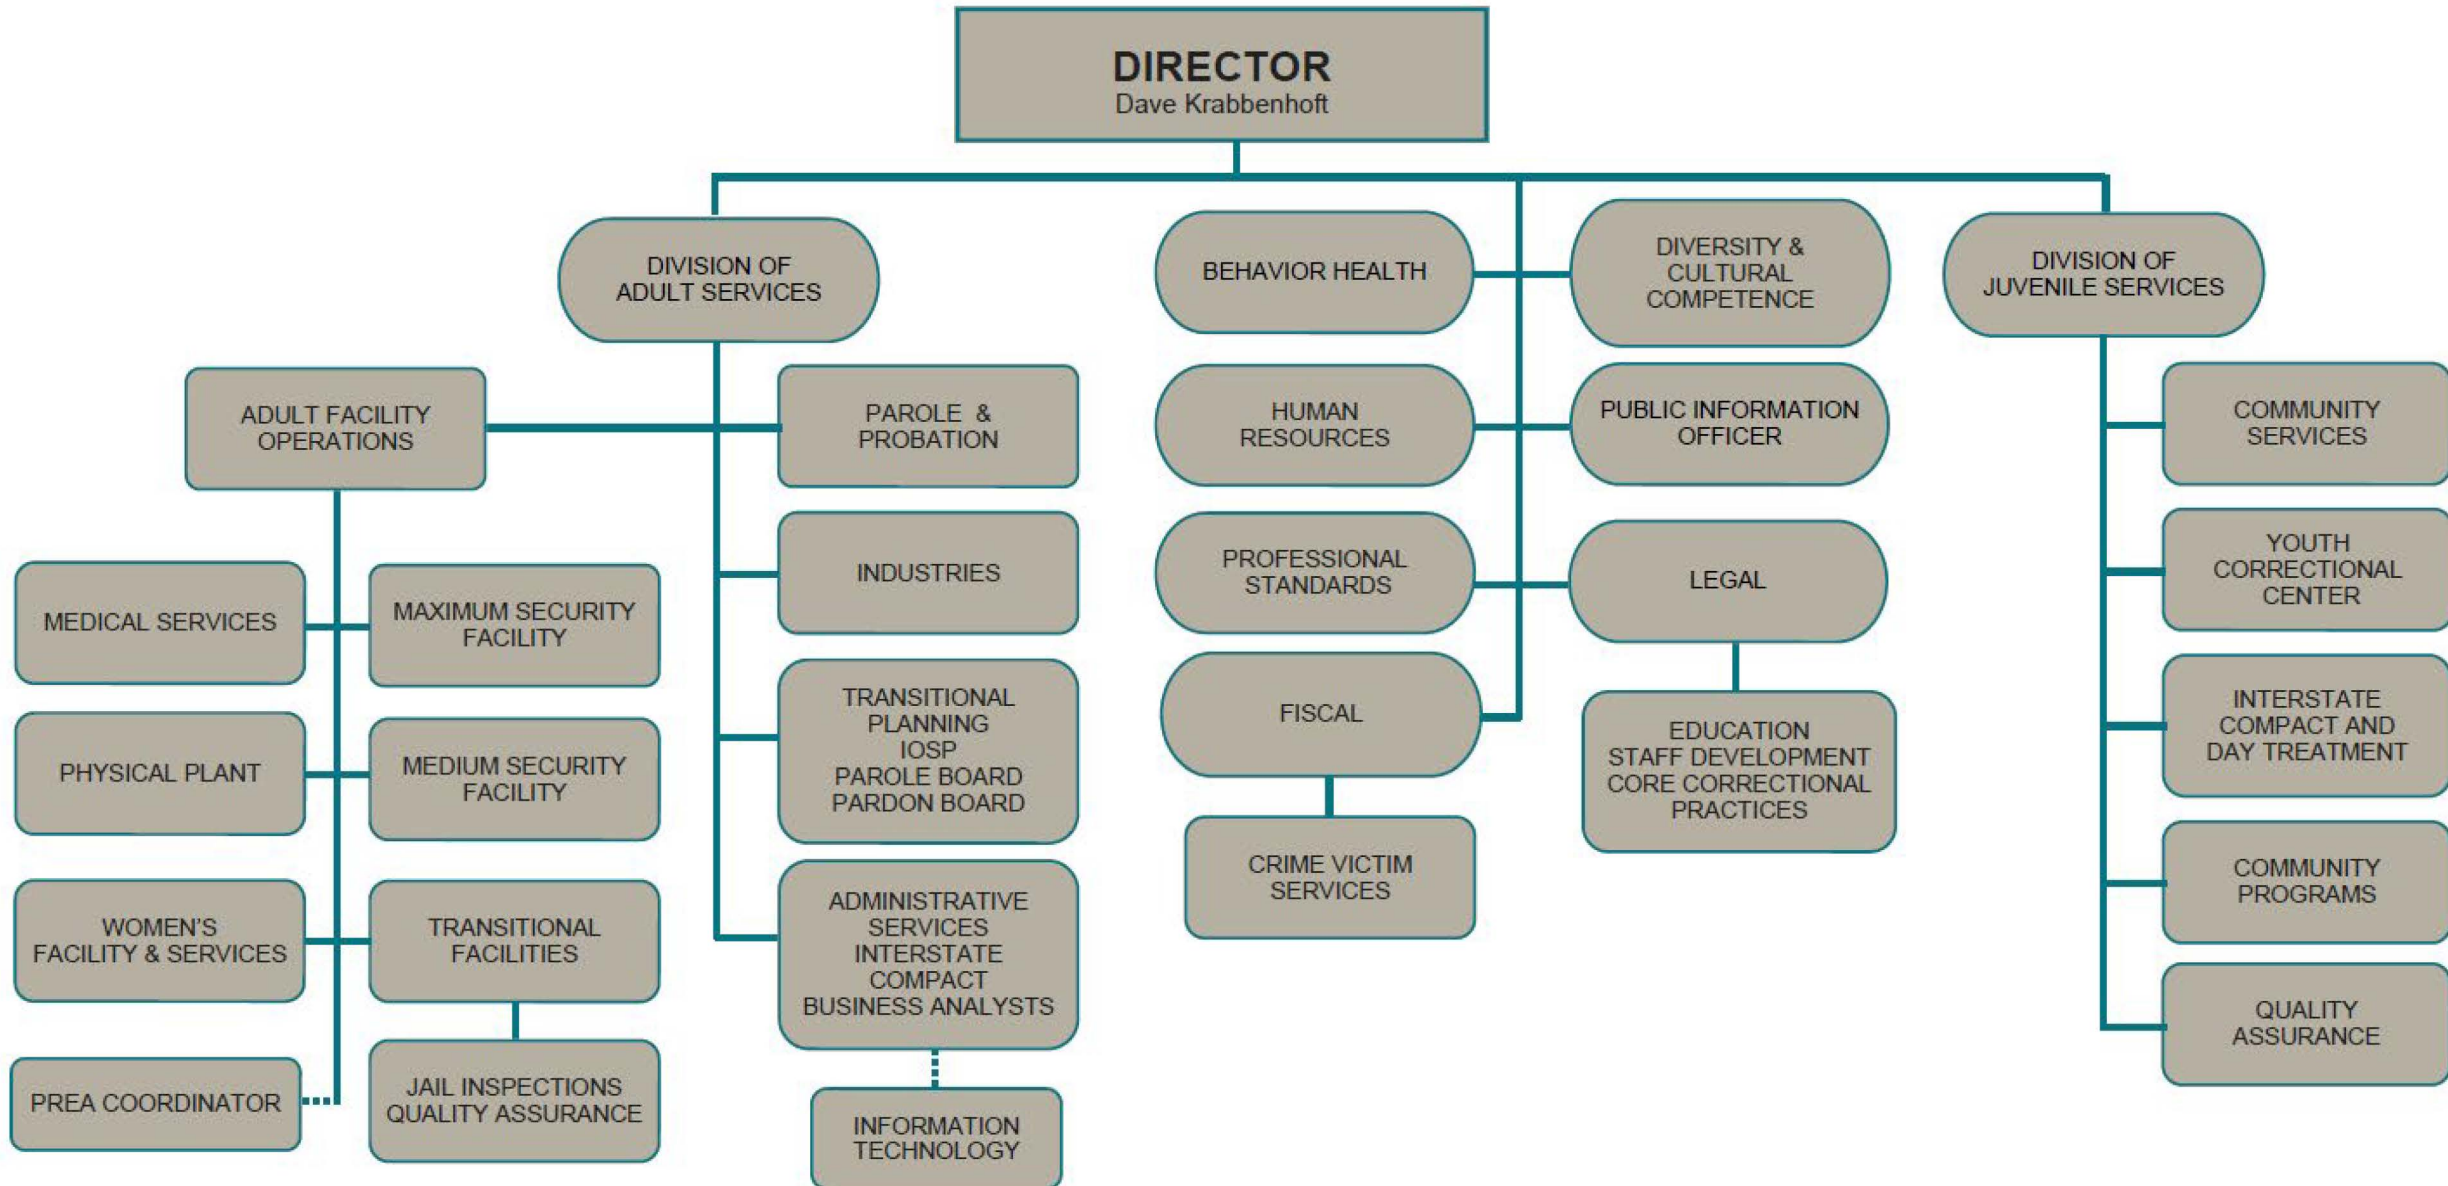 DIRECTOR
Dave Krabbenhoft
DIVISION OF
ADULT SERVICES
BEHAVIOR HEALTH
DIVERSITY &
CULTURAL
COMPETENCE
DIVISION OF
JUVENILE SERVICES
ADULT FACILITY
OPERATIONS
PAROLE &
PROBATION
HUMAN
RESOURCES
PUBLIC INFORMATION
OFFICER
COMMUNITY
SERVICES
INDUSTRIES
PROFESSIONAL
STANDARDS
LEGAL
YOUTH
CORRECTIONAL
CENTER
MEDICAL SERVICES
MAXIMUM SECURITY
FACILITY
TRANSITIONAL
PLANNING
IOSP
PAROLE BOARD
PARDON BOARD
FISCAL
EDUCATION
STAFF DEVELOPMENT
CORE CORRECTIONAL
PRACTICES
INTERSTATE
COMPACT AND
DAY TREATMENT
PHYSICAL PLANT
MEDIUM SECURITY
FACILITY
CRIME VICTIM
SERVICES
COMMUNITY
PROGRAMS
WOMEN'S
FACILITY & SERVICES
TRANSITIONAL
FACILITIES
ADMINISTRATIVE
SERVICES
INTERSTATE
COMPACT
BUSINESS ANALYSTS
QUALITY
ASSURANCE
PREA COORDINATOR
JAIL INSPECTIONS
QUALITY ASSURANCE
INFORMATION
TECHNOLOGY